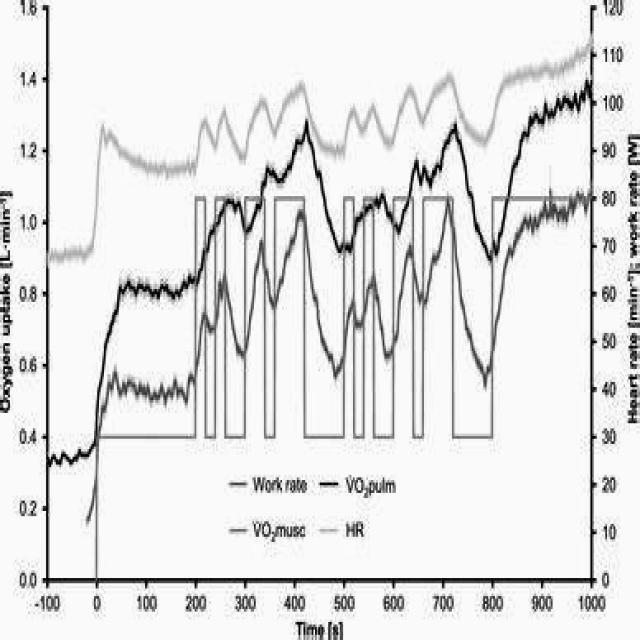 1.6
1.4
1.2
1.0
0.8
0.6
0.4
0.2
0.0
Oxygen uptake [L·min⁻¹]
120
110
100
90
80
70
60
50
40
30
20
10
0
Heart rate [min⁻¹]; work rate [W]
Work rate
V̇O₂pulm
V̇O₂musc
HR
-100 0 100 200 300 400 500 600 700 800 900 1000
Time [s]